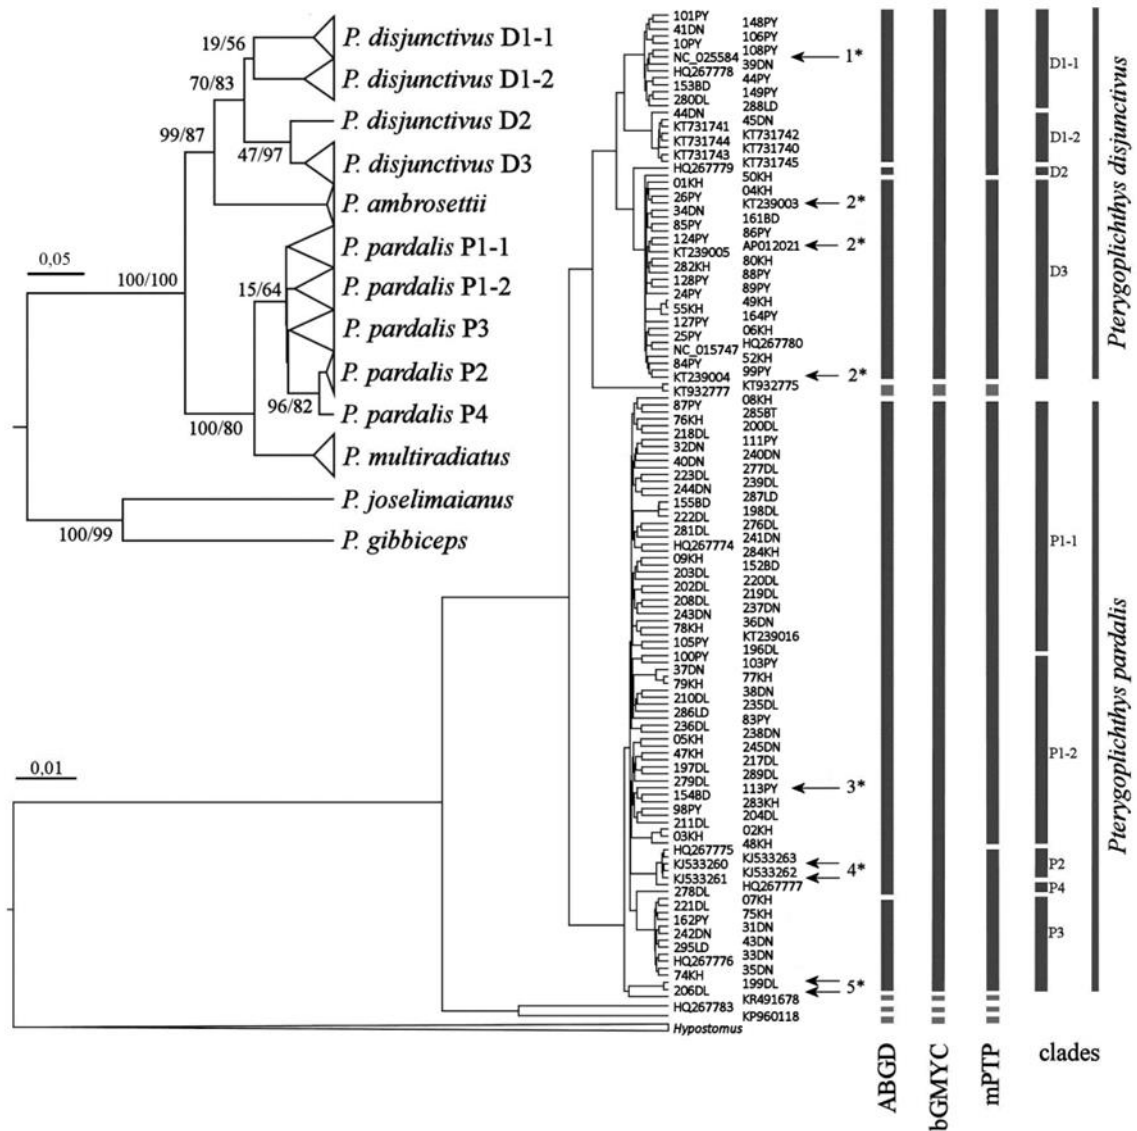 P. disjunctivus D1-1
P. disjunctivus D1-2
P. disjunctivus D2
P. disjunctivus D3
P. ambrosettii
P. pardalis P1-1
P. pardalis P1-2
P. pardalis P3
P. pardalis P2
P. pardalis P4
P. multiradiatus
P. joselimaianus
P. gibbiceps
19/56
70/83
99/87
47/97
100/100
15/64
96/82
100/80
100/99
0,05
0,01
101PY
148PY
41DN
106PY
10PY
108PY
NC_025584
39DN
HQ267778
44PY
153BD
149PY
280DL
288LD
44DN
45DN
KT731741
KT731742
KT731744
KT731740
KT731743
KT731745
HQ267779
50KH
01KH
04KH
26PY
KT239003
34DN
161BD
85PY
86PY
124PY
AP012021
KT239005
80KH
282KH
88PY
128PY
89PY
24PY
49KH
55KH
164PY
127PY
06KH
25PY
HQ267780
NC_015747
52KH
84PY
99PY
KT239004
KT932775
KT932777
08KH
87PY
285BT
76KH
200DL
218DL
111PY
32DN
240DN
40DN
277DL
223DL
239DL
244DN
287LD
155BD
198DL
222DL
276DL
281DL
241DN
HQ267774
284KH
09KH
152BD
203DL
220DL
202DL
219DL
208DL
237DN
243DN
36DN
78KH
KT239016
105PY
196DL
100PY
103PY
37DN
77KH
79KH
38DN
210DL
235DL
286LD
83PY
236DL
238DN
05KH
245DN
47KH
217DL
197DL
289DL
279DL
113PY
154BD
283KH
98PY
204DL
211DL
02KH
03KH
48KH
HQ267775
KJ533263
KJ533260
KJ533262
KJ533261
HQ267777
278DL
07KH
221DL
75KH
162PY
31DN
242DN
43DN
295LD
33DN
HQ267776
35DN
74KH
199DL
206DL
KR491678
HQ267783
KP960118
Hypostomus
1*
2*
2*
2*
3*
4*
5*
D1-1
D1-2
D2
D3
P1-1
P1-2
P2
P4
P3
Pterygoplichthys disjunctivus
Pterygoplichthys pardalis
ABGD
bGMYC
mPTP
clades